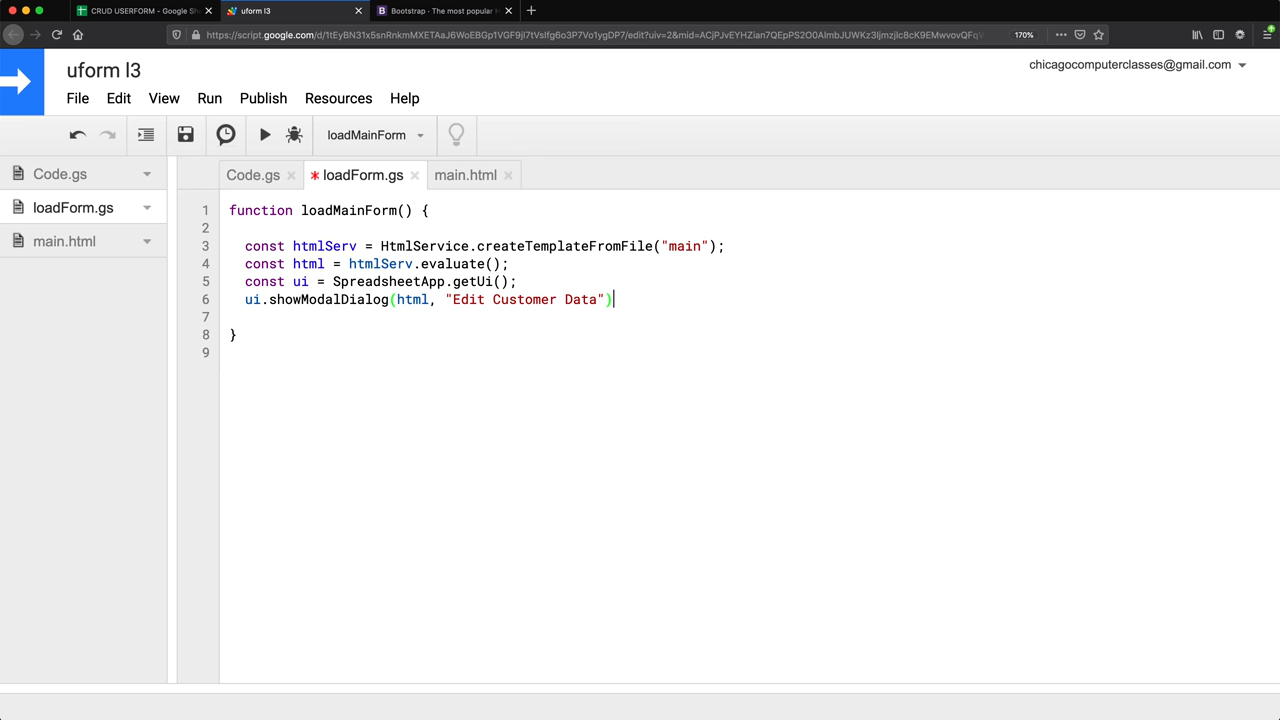 CRUD USERFORM - Google Sh
uform l3
Bootstrap · The most popular
170%
uform l3
chicagocomputerclasses@gmail.com
File Edit View Run Publish Resources Help
loadMainForm
Code.gs
loadForm.gs
main.html
Code.gs
* loadForm.gs
main.html
1 function loadMainForm() {
2
3 const htmlServ = HtmlService.createTemplateFromFile("main");
4 const html = htmlServ.evaluate();
5 const ui = SpreadsheetApp.getUi();
6 ui.showModalDialog(html, "Edit Customer Data")
7
8 }
9